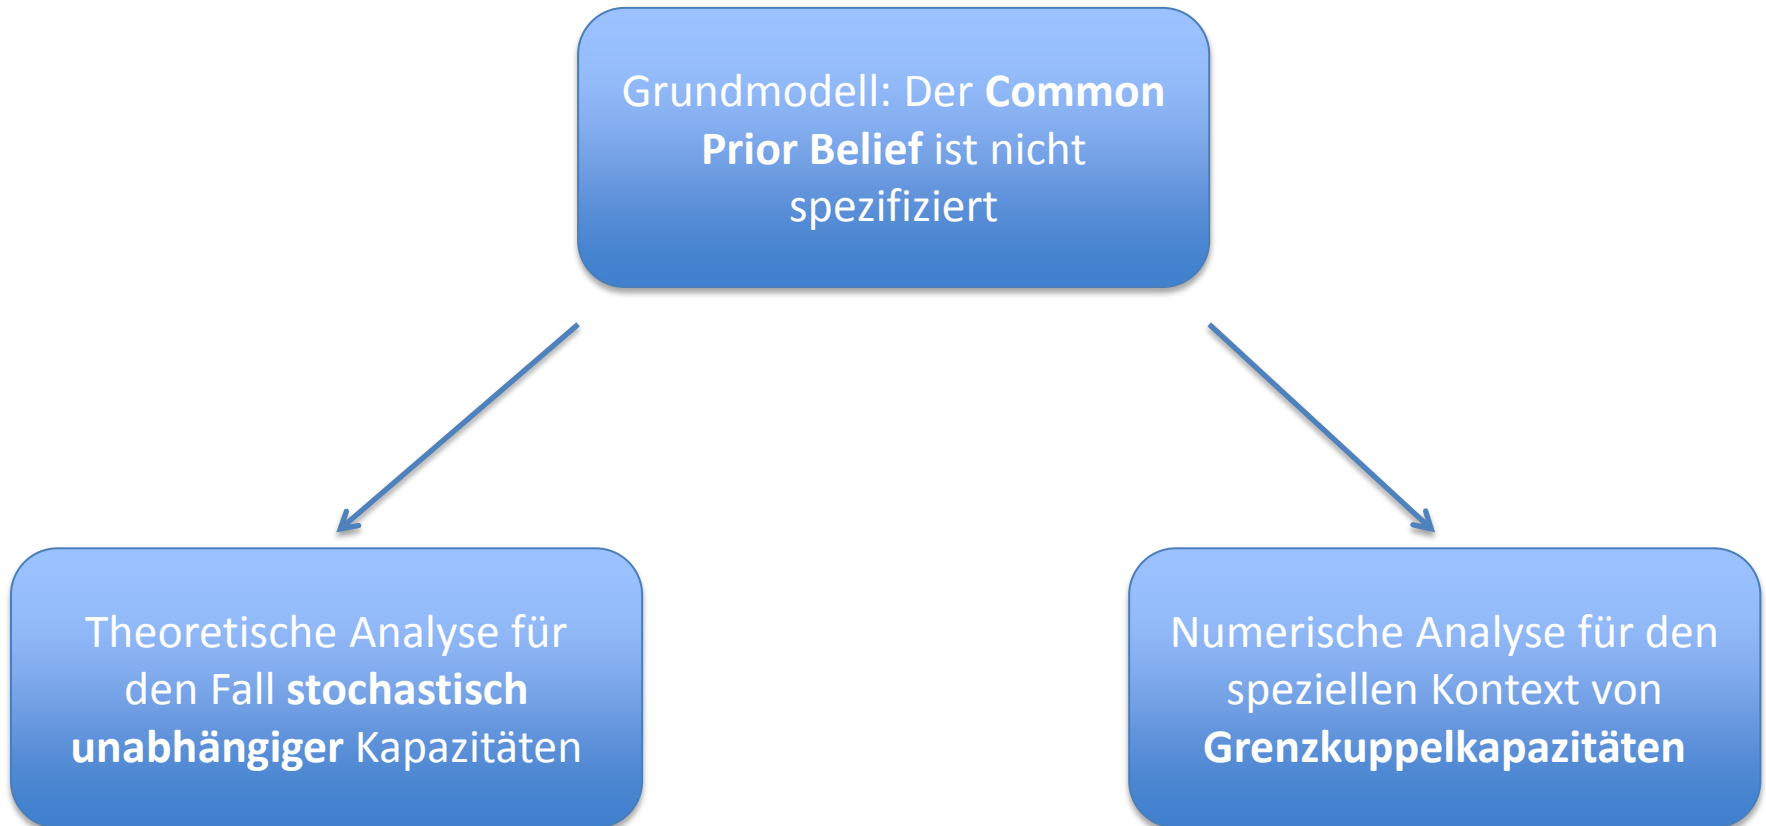 Grundmodell: Der Common
Prior Belief ist nicht
spezifiziert
Theoretische Analyse für
den Fall stochastisch
unabhängiger Kapazitäten
Numerische Analyse für den
speziellen Kontext von
Grenzkuppelkapazitäten